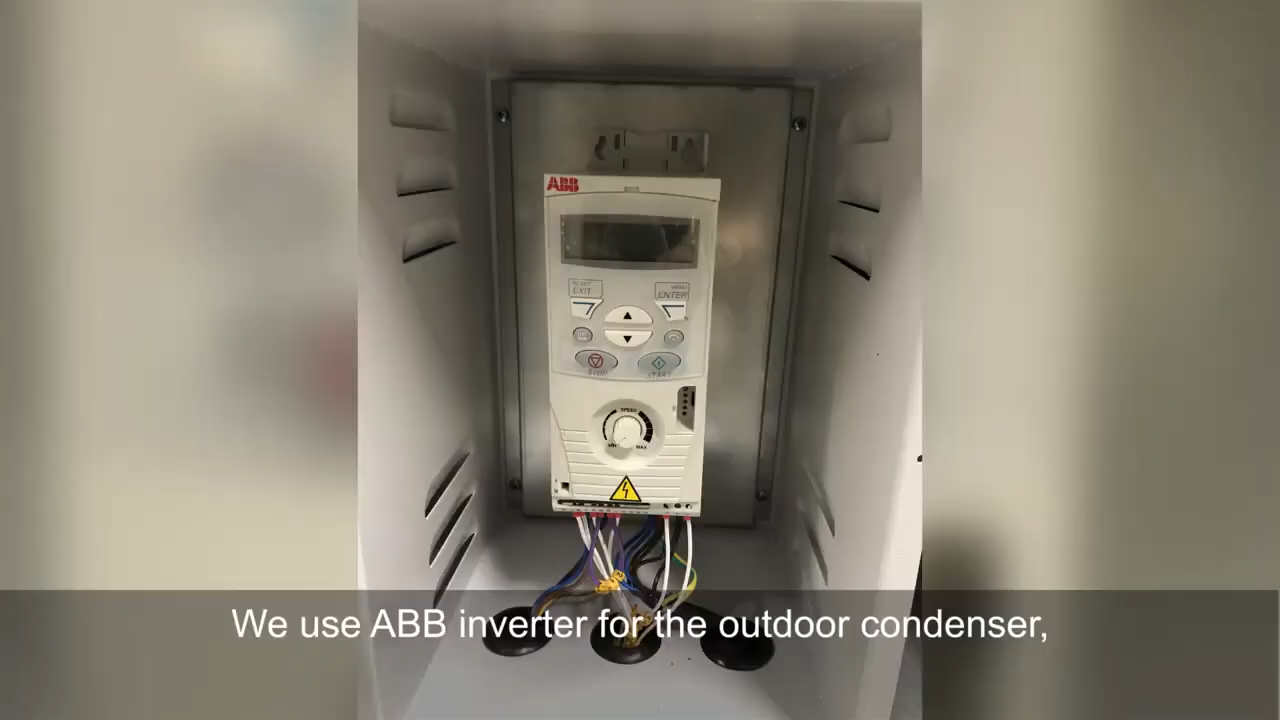 ABB
RESET
EXIT
MENU
ENTER
STOP
START
SPEED
MIN
MAX
We use ABB inverter for the outdoor condenser,